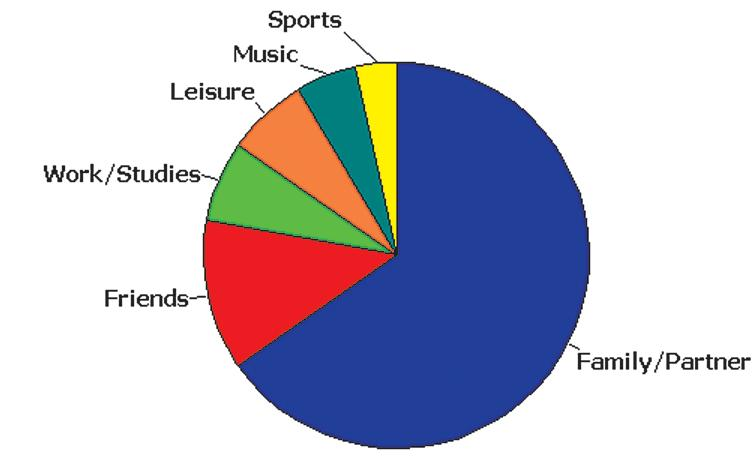 Sports
Music
Leisure
Work/Studies
Friends
Family/Partner